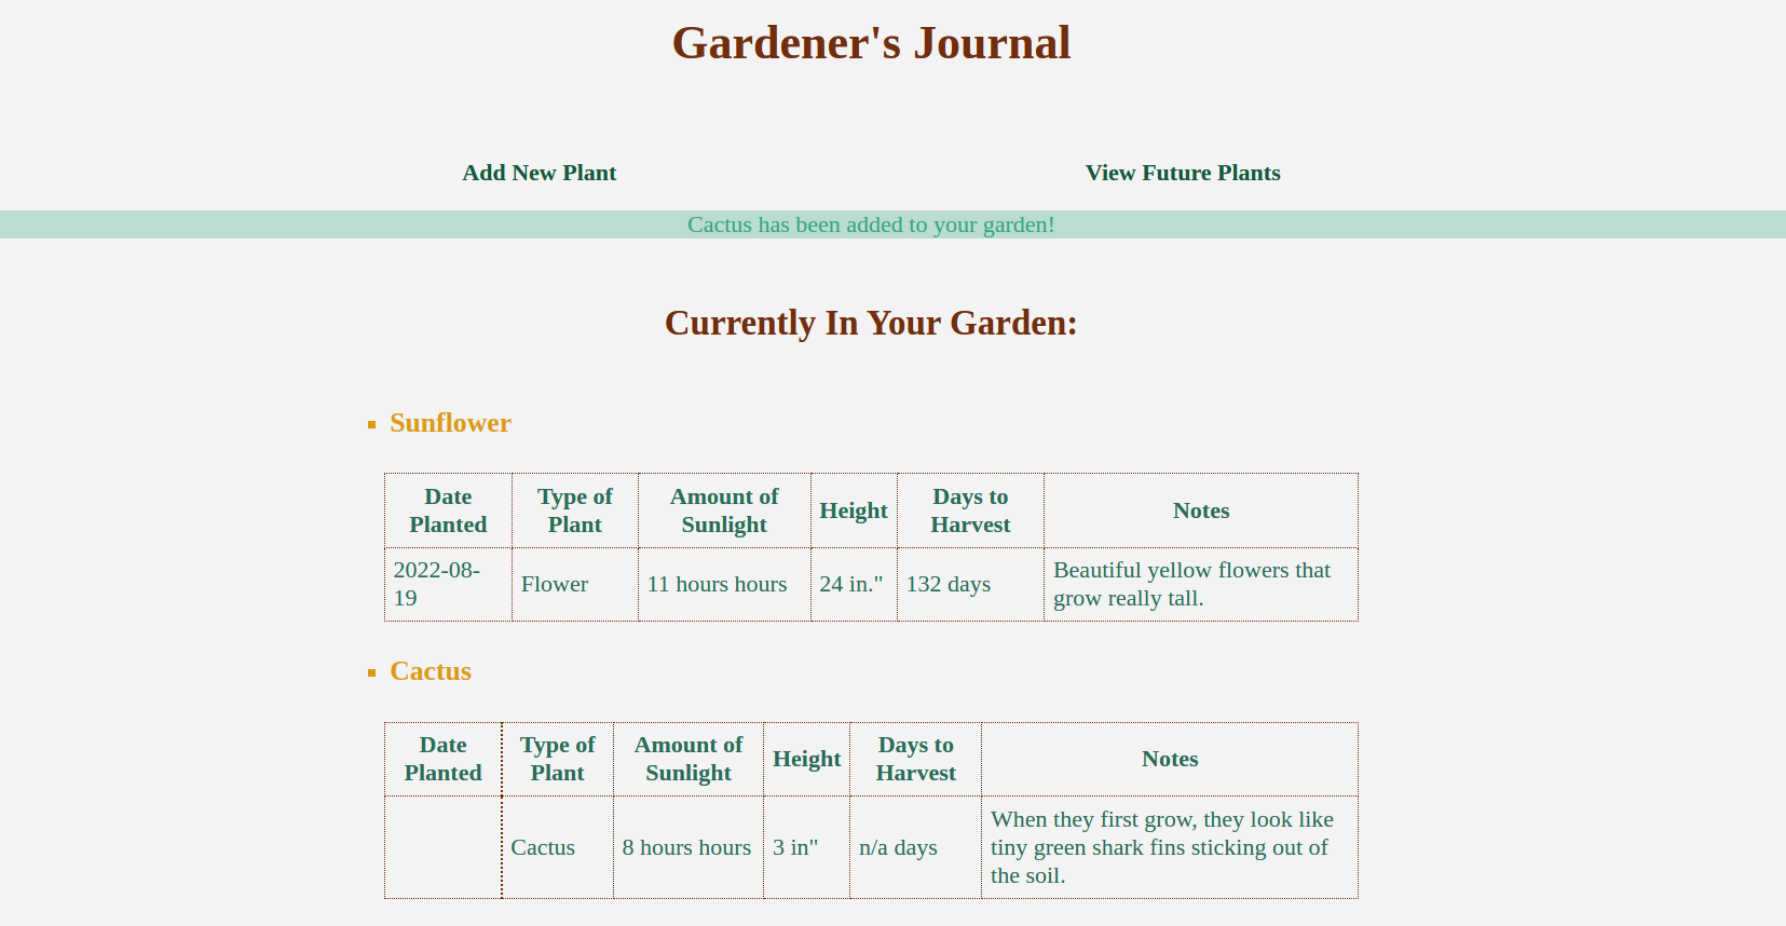 Gardener's Journal
Add New Plant View Future Plants
Cactus has been added to your garden!
Currently In Your Garden:
Sunflower
Date Planted Type of Plant Amount of Sunlight Height Days to Harvest Notes
2022-08-19 Flower 11 hours hours 24 in." 132 days Beautiful yellow flowers that grow really tall.
Cactus
Date Planted Type of Plant Amount of Sunlight Height Days to Harvest Notes
Cactus 8 hours hours 3 in" n/a days When they first grow, they look like tiny green shark fins sticking out of the soil.